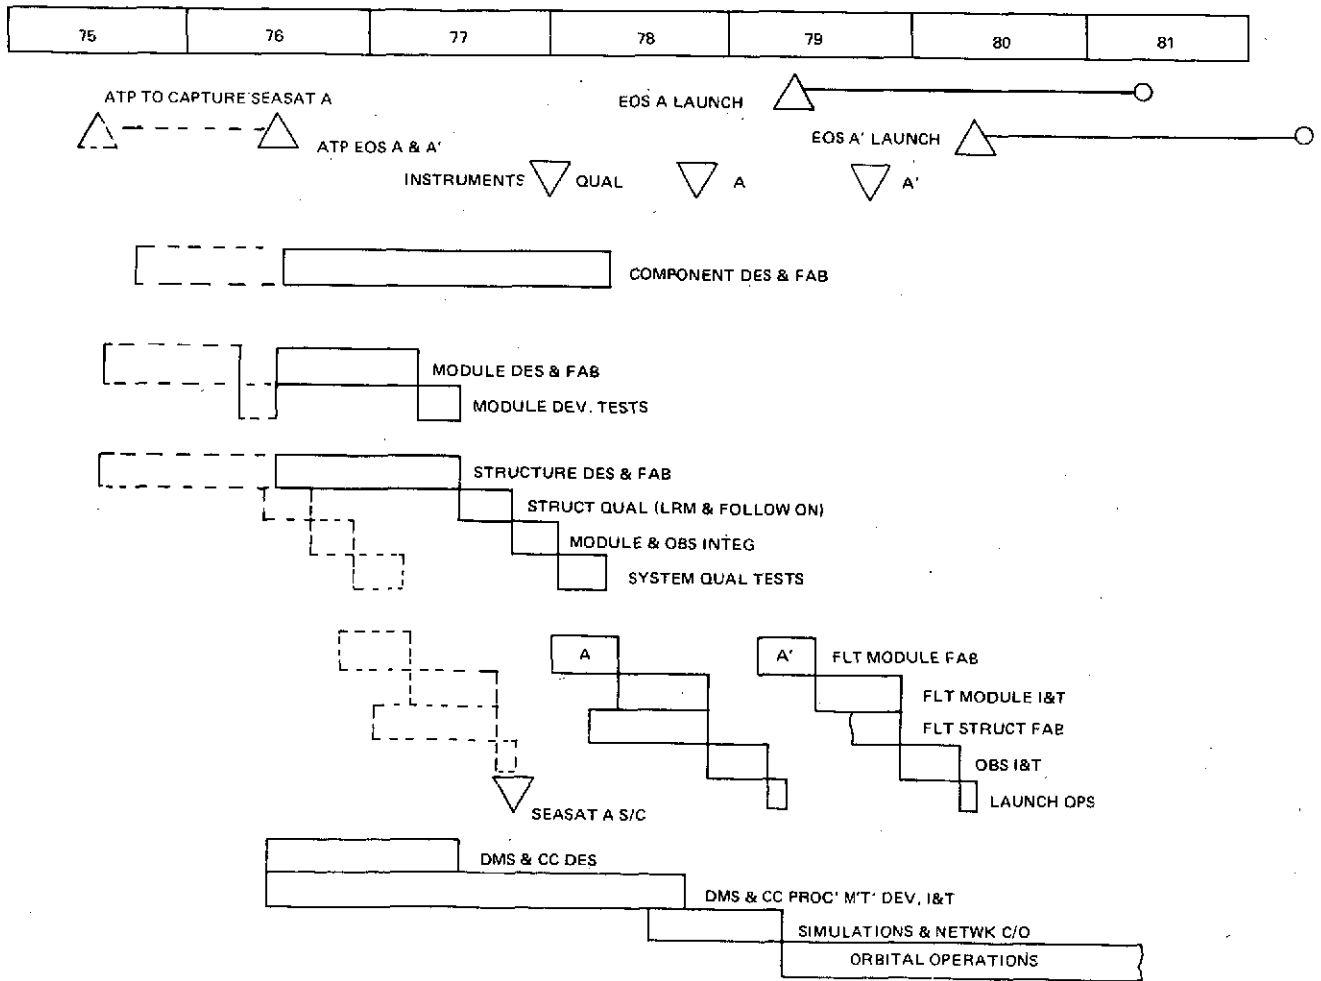 75 76 77 78 79 80 81
ATP TO CAPTURE SEASAT A
EOS A LAUNCH
ATP EOS A & A'
EOS A' LAUNCH
INSTRUMENTS QUAL A A'
COMPONENT DES & FAB
MODULE DES & FAB
MODULE DEV. TESTS
STRUCTURE DES & FAB
STRUCT QUAL (LRM & FOLLOW ON)
MODULE & OBS INTEG
SYSTEM QUAL TESTS
A A' FLT MODULE FAB
FLT MODULE I&T
FLT STRUCT FAB
OBS I&T
LAUNCH OPS
SEASAT A S/C
DMS & CC DES
DMS & CC PROC' M'T' DEV, I&T
SIMULATIONS & NETWK C/O
ORBITAL OPERATIONS